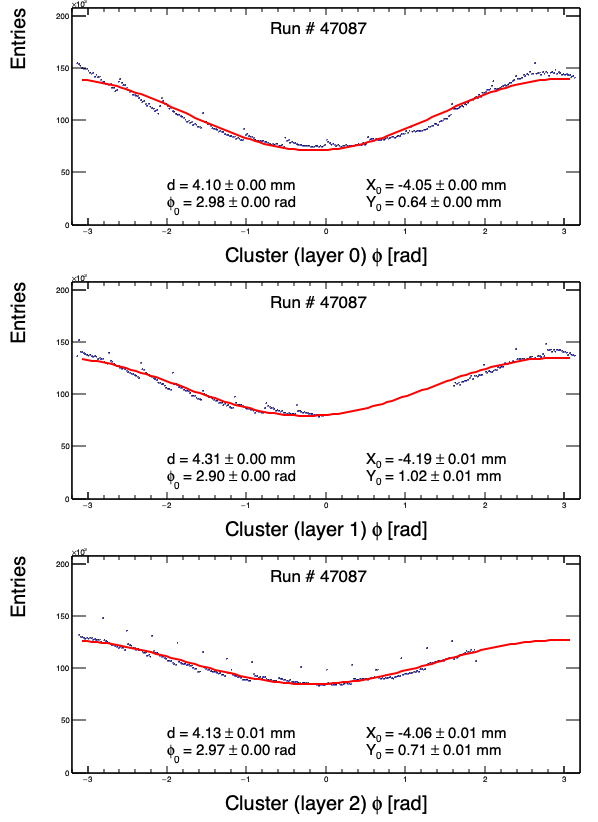 ×10²
Entries
200
150
100
50
0
Run # 47087
d = 4.10 ± 0.00 mm
X₀ = -4.05 ± 0.00 mm
ϕ₀ = 2.98 ± 0.00 rad
Y₀ = 0.64 ± 0.00 mm
−3 −2 −1 0 1 2 3
Cluster (layer 0) ϕ [rad]
×10²
Entries
200
150
100
50
0
Run # 47087
d = 4.31 ± 0.00 mm
X₀ = -4.19 ± 0.01 mm
ϕ₀ = 2.90 ± 0.00 rad
Y₀ = 1.02 ± 0.01 mm
−3 −2 −1 0 1 2 3
Cluster (layer 1) ϕ [rad]
×10²
Entries
200
150
100
50
0
Run # 47087
d = 4.13 ± 0.01 mm
X₀ = -4.06 ± 0.01 mm
ϕ₀ = 2.97 ± 0.00 rad
Y₀ = 0.71 ± 0.01 mm
−3 −2 −1 0 1 2 3
Cluster (layer 2) ϕ [rad]